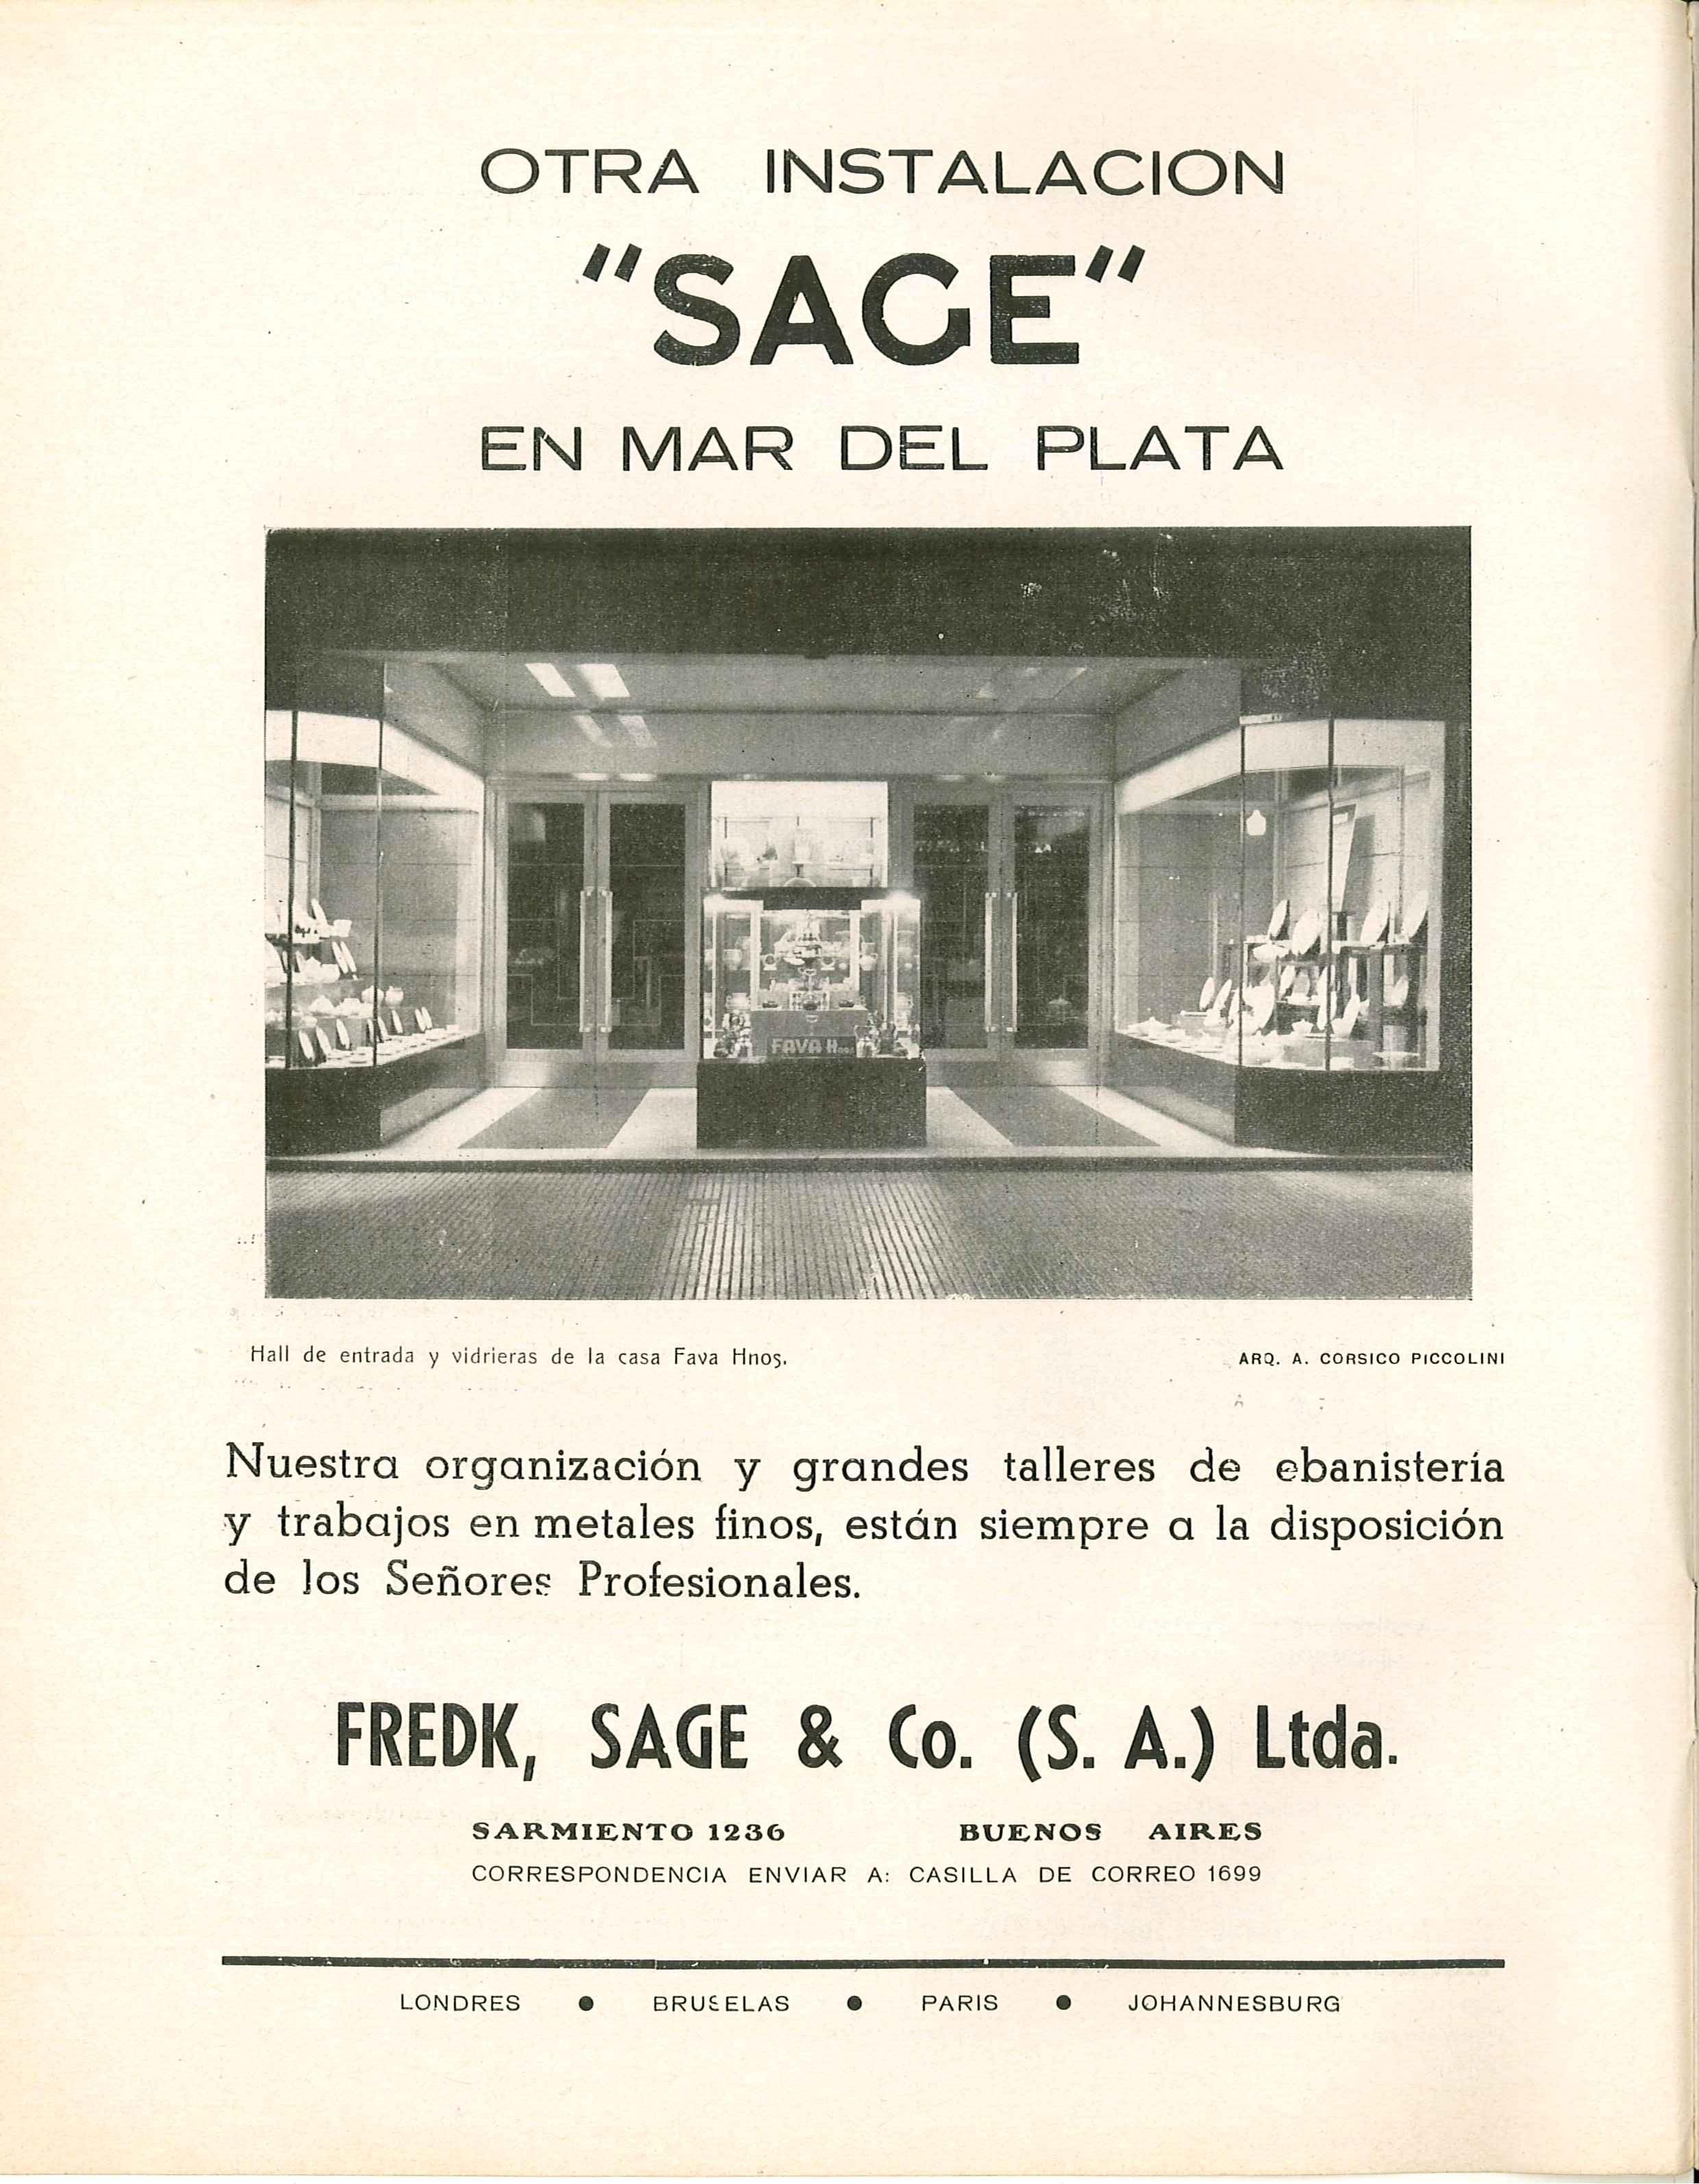 OTRA INSTALACION
"SAGE"
EN MAR DEL PLATA
FAVA Hnos.
Hall de entrada y vidrieras de la casa Fava Hnos.
ARQ. A. CORSICO PICCOLINI
Nuestra organización y grandes talleres de ebanistería
y trabajos en metales finos, están siempre a la disposición
de los Señores Profesionales.
FREDK, SAGE & Co. (S. A.) Ltda.
SARMIENTO 1236 BUENOS AIRES
CORRESPONDENCIA ENVIAR A: CASILLA DE CORREO 1699
LONDRES ● BRUSELAS ● PARIS ● JOHANNESBURG